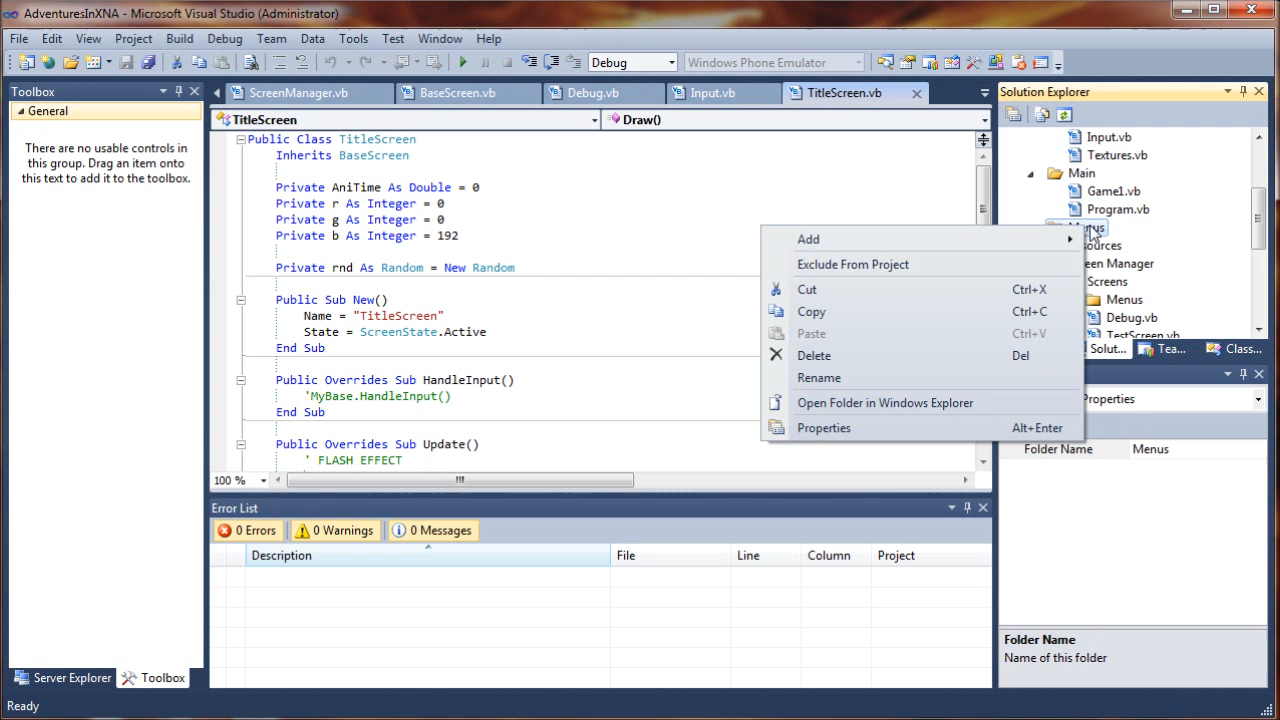 AdventuresInXNA - Microsoft Visual Studio (Administrator)
File Edit View Project Build Debug Team Data Tools Test Window Help
Debug Windows Phone Emulator
Toolbox
General
There are no usable controls in
this group. Drag an item onto
this text to add it to the toolbox.
Server Explorer Toolbox
ScreenManager.vb BaseScreen.vb Debug.vb Input.vb TitleScreen.vb
TitleScreen Draw()
Public Class TitleScreen
Inherits BaseScreen
Private AniTime As Double = 0
Private r As Integer = 0
Private g As Integer = 0
Private b As Integer = 192
Private rnd As Random = New Random
Public Sub New()
Name = "TitleScreen"
State = ScreenState.Active
End Sub
Public Overrides Sub HandleInput()
'MyBase.HandleInput()
End Sub
Public Overrides Sub Update()
' FLASH EFFECT
100 %
Error List
0 Errors 0 Warnings 0 Messages
Description File Line Column Project
Add
Exclude From Project
Cut Ctrl+X
Copy Ctrl+C
Paste Ctrl+V
Delete Del
Rename
Open Folder in Windows Explorer
Properties Alt+Enter
Solution Explorer
Input.vb
Textures.vb
Main
Game1.vb
Program.vb
Screens
Menus
Debug.vb
TestScreen.vb
Solut... Tea... Class...
Properties
Folder Name Menus
Folder Name
Name of this folder
Ready